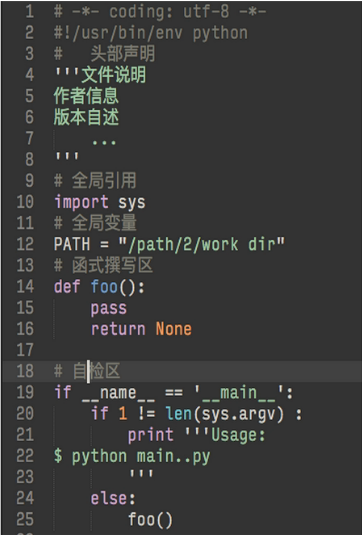 1 # -*- coding: utf-8 -*-
2 #!/usr/bin/env python
3 #   头部声明
4 '''文件说明
5 作者信息
6 版本自述
7     ...
8 '''
9 # 全局引用
10 import sys
11 # 全局变量
12 PATH = "/path/2/work dir"
13 # 函式撰写区
14 def foo():
15     pass
16     return None
17
18 # 自检区
19 if __name__ == '__main__':
20     if 1 != len(sys.argv) :
21         print '''Usage:
22 $ python main..py
23         '''
24     else:
25         foo()